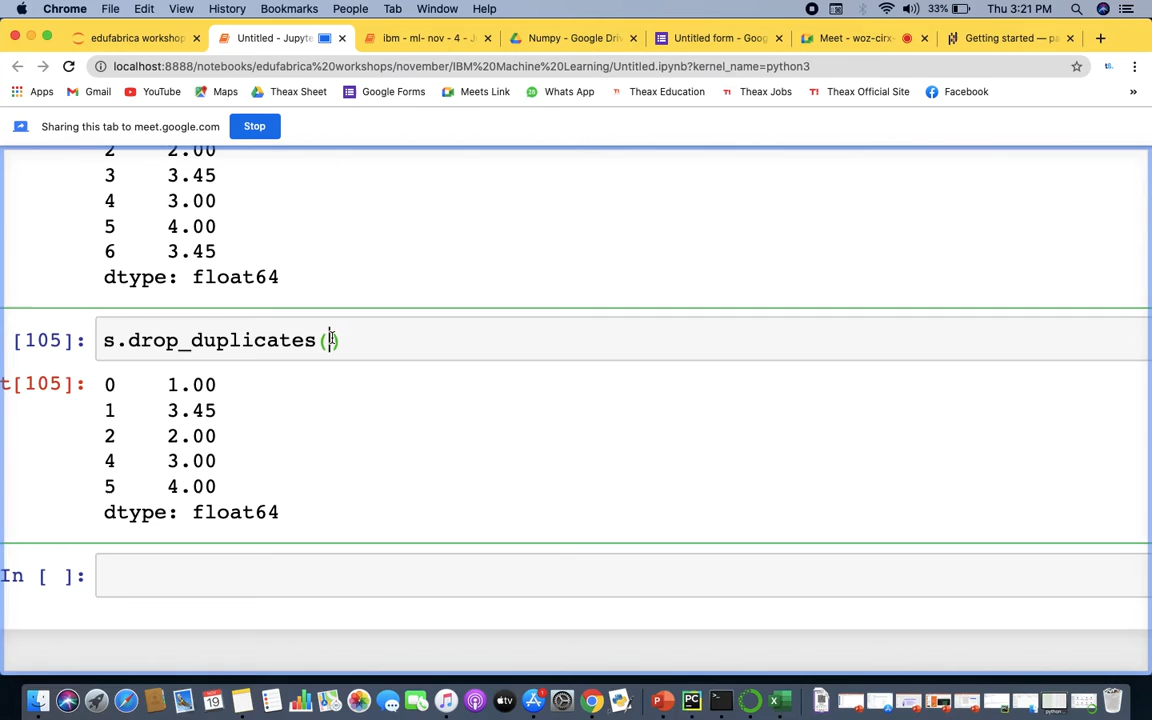 Chrome File Edit View History Bookmarks People Tab Window Help 33% Thu 3:21 PM
edufabrica workshop Untitled - Jupyte ibm - ml- nov - 4 - Ju Numpy - Google Driv Untitled form - Goog Meet - woz-cirx- Getting started — pa
localhost:8888/notebooks/edufabrica%20workshops/november/IBM%20Machine%20Learning/Untitled.ipynb?kernel_name=python3
Apps Gmail YouTube Maps Theax Sheet Google Forms Meets Link Whats App Theax Education Theax Jobs Theax Official Site Facebook »
Sharing this tab to meet.google.com Stop
2 2.00
3 3.45
4 3.00
5 4.00
6 3.45
dtype: float64
[105]: s.drop_duplicates()
t[105]: 0 1.00
1 3.45
2 2.00
4 3.00
5 4.00
dtype: float64
In [ ]: